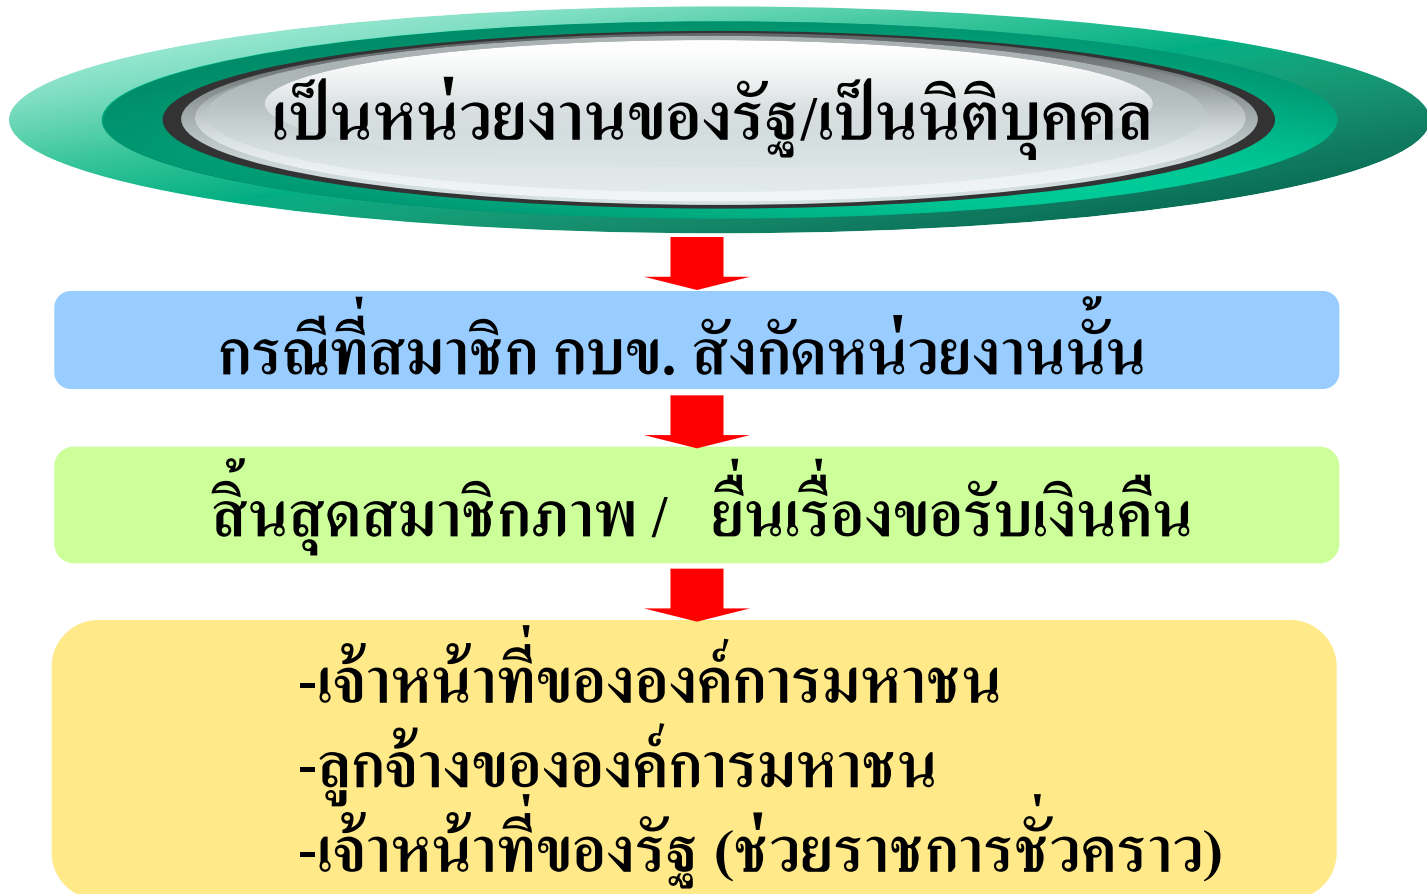 เป็นหน่วยงานของรัฐ/เป็นนิติบุคคล
กรณีที่สมาชิก กบข. สังกัดหน่วยงานนั้น
สิ้นสุดสมาชิกภาพ / ยื่นเรื่องขอรับเงินคืน
-เจ้าหน้าที่ขององค์การมหาชน
-ลูกจ้างขององค์การมหาชน
-เจ้าหน้าที่ของรัฐ (ช่วยราชการชั่วคราว)